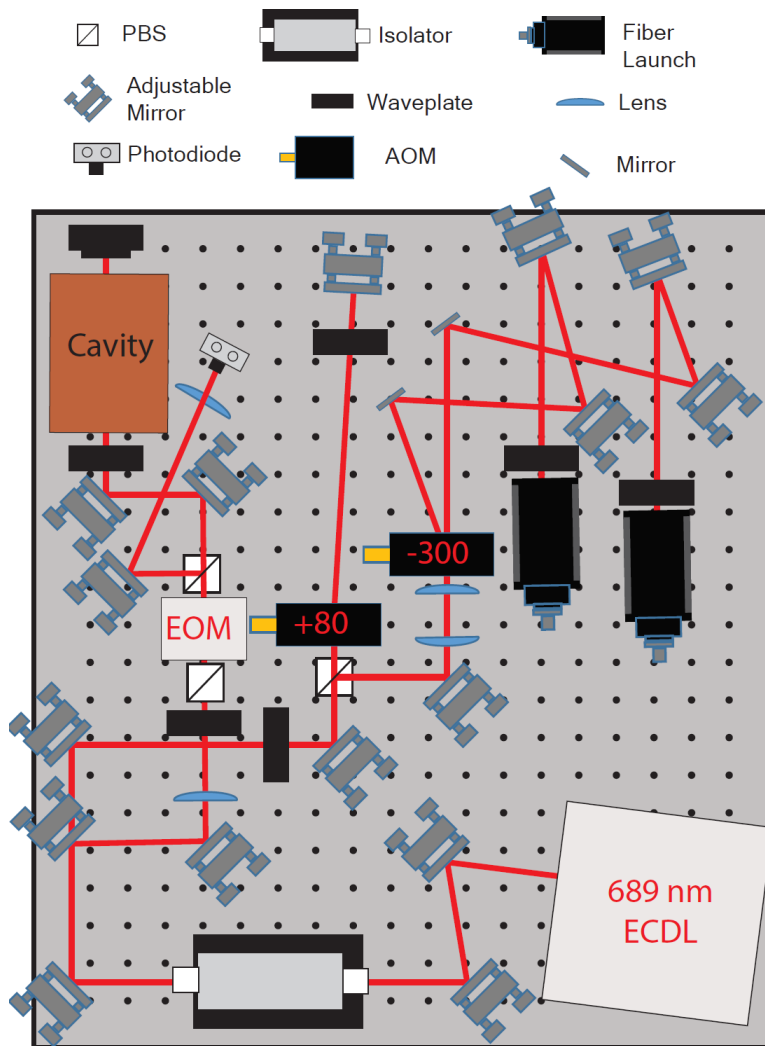 PBS
Isolator
Fiber
Launch
Adjustable
Mirror
Waveplate
Lens
Photodiode
AOM
Mirror
Cavity
-300
EOM
+80
689 nm
ECDL